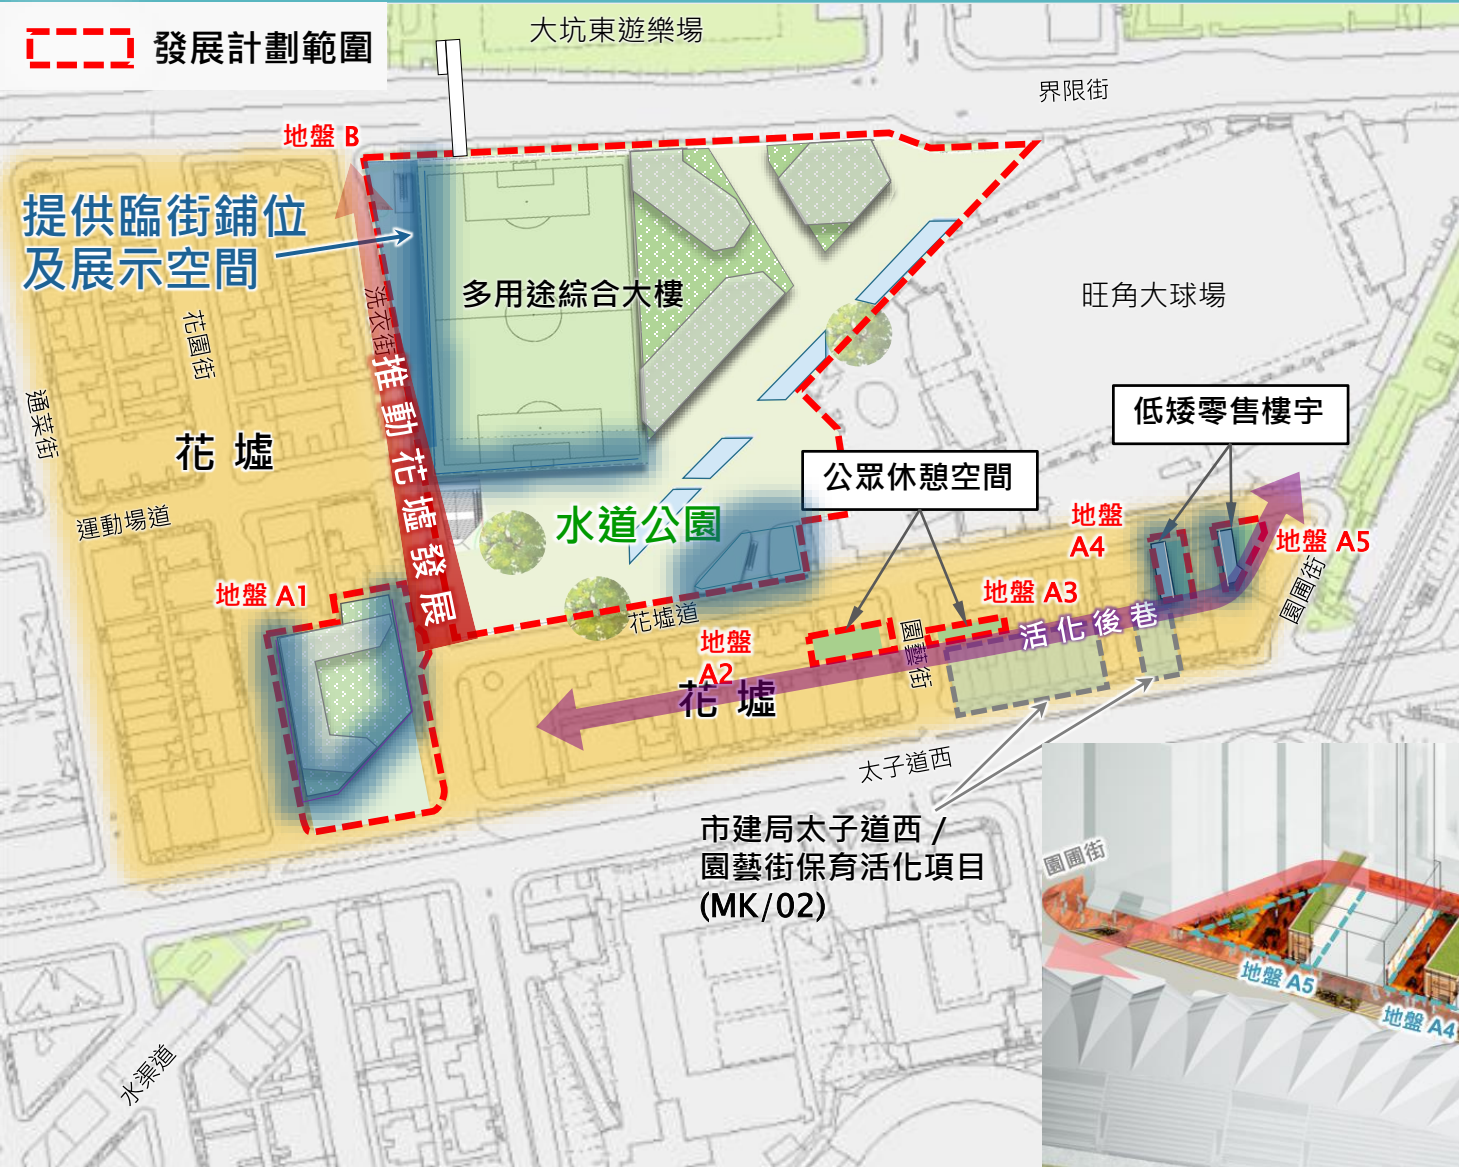 發展計劃範圍
大坑東遊樂場
界限街
地盤 B
提供臨街鋪位
及展示空間
多用途綜合大樓
旺角大球場
洗衣街
花園街
通菜街
推動花墟發展
低矮零售樓宇
花墟
公眾休憩空間
運動場道
水道公園
地盤
A4
地盤 A5
地盤 A1
地盤 A3
園圃街
花墟道
活化後巷
園藝街
地盤
A2
花墟
太子道西
市建局太子道西 /
園藝街保育活化項目
(MK/02)
園圃街
地盤 A5
地盤 A4
水渠道